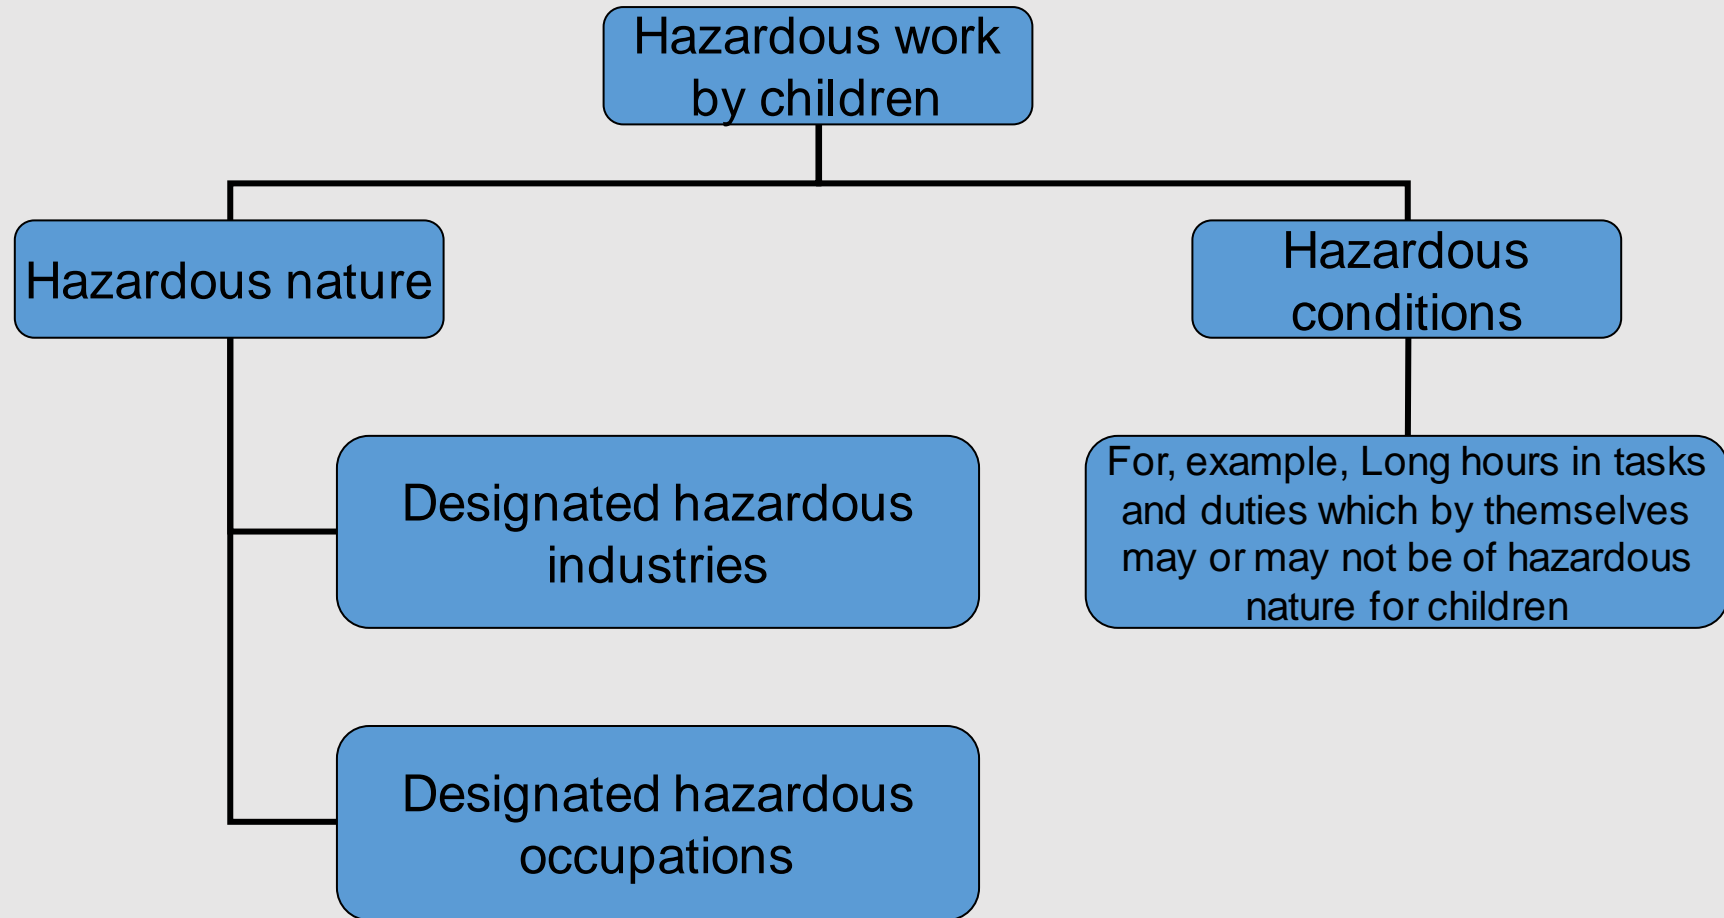 Hazardous work
by children
Hazardous nature
Hazardous
conditions
Designated hazardous
industries
For, example, Long hours in tasks
and duties which by themselves
may or may not be of hazardous
nature for children
Designated hazardous
occupations